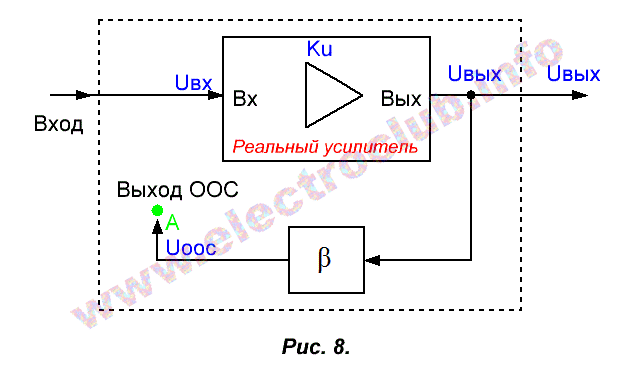 Ku
Uвх
Uвых
Uвых
Вход
Вх
Вых
Реальный усилитель
Выход ООС
A
Uоос
β
www.electroclub.info
Рис. 8.